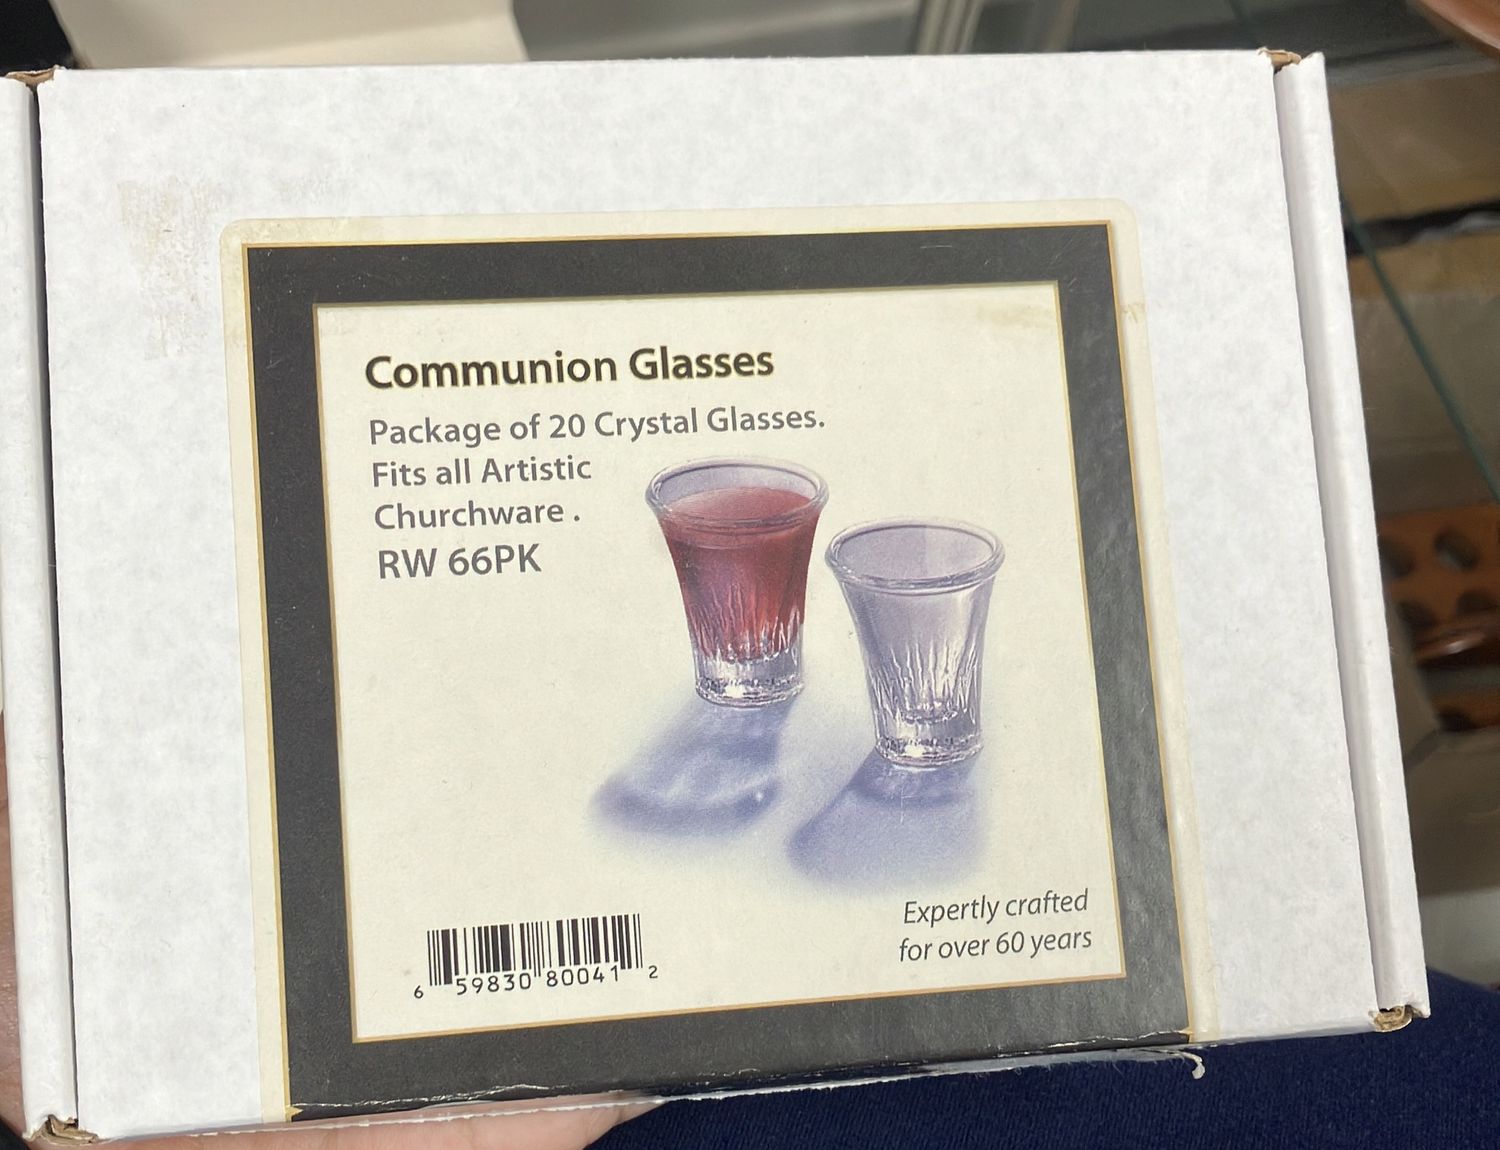 Communion Glasses
Package of 20 Crystal Glasses.
Fits all Artistic
Churchware .
RW 66PK
Expertly crafted
for over 60 years
6 59830 80041 2